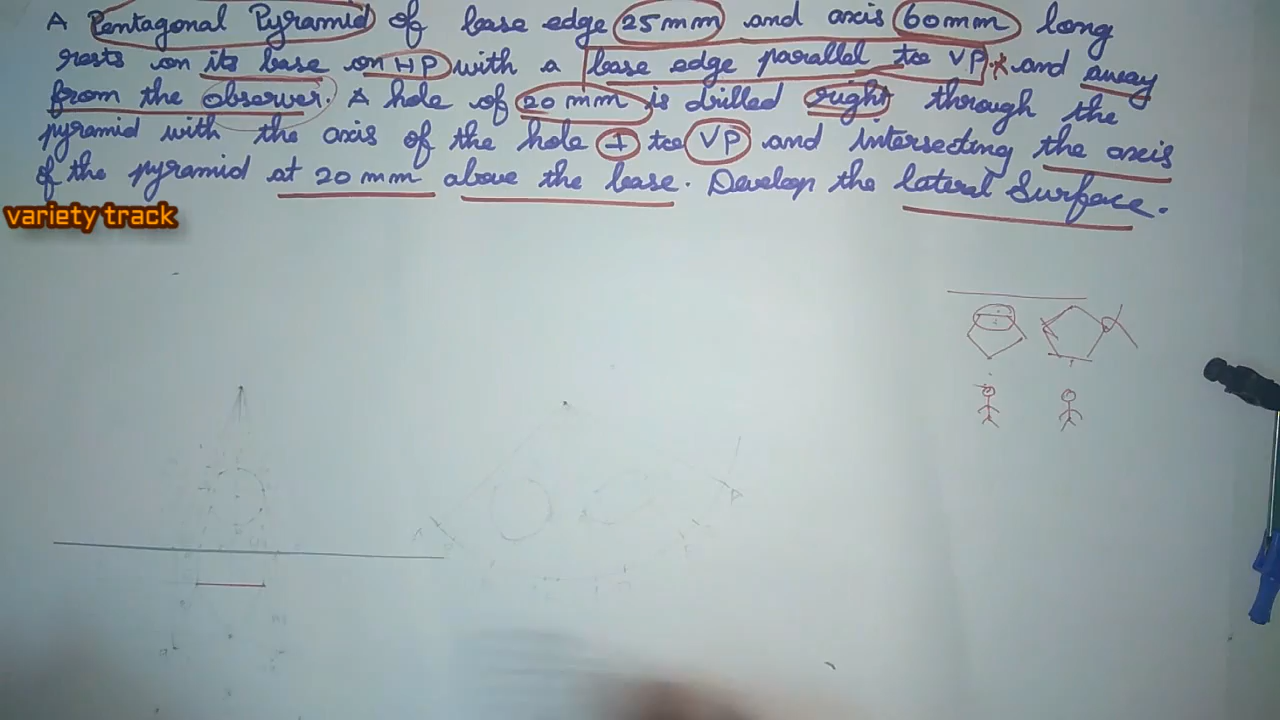 A Pentagonal Pyramid of base edge 25mm and axis 60mm long
rests on its base on HP with a base edge parallel to VP and away
from the observer. A hole of 20 mm is drilled right through the
pyramid with the axis of the hole ⊥ to VP and intersecting the axis
of the pyramid at 20 mm above the base. Develop the lateral Surface.
variety track